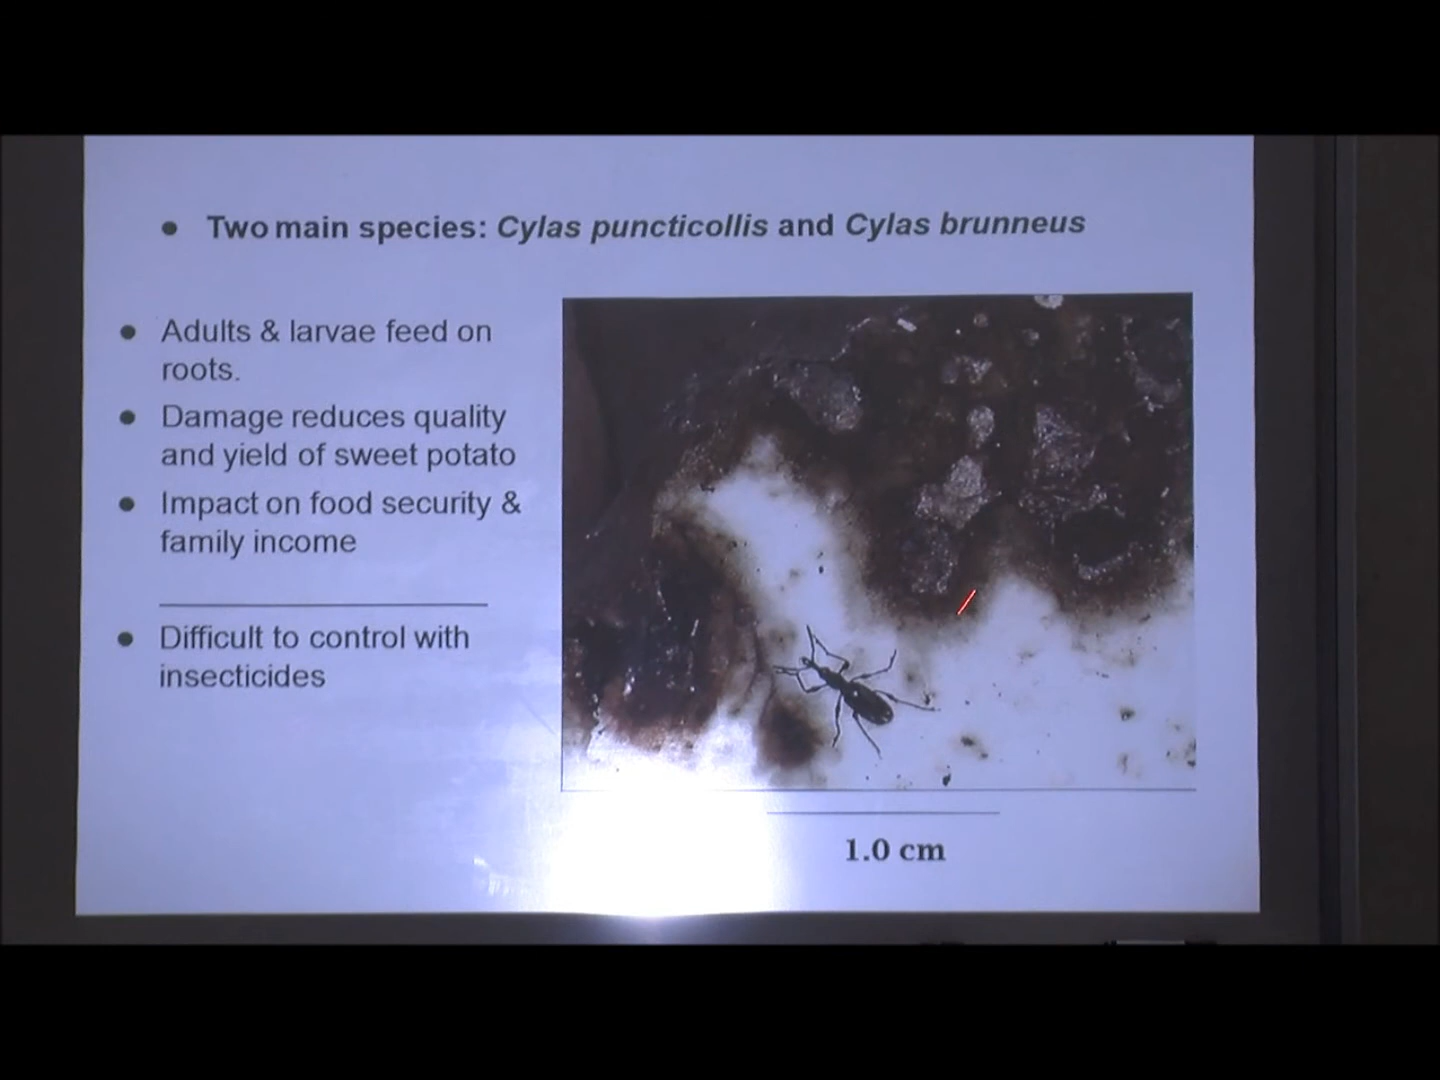 Two main species: Cylas puncticollis and Cylas brunneus
Adults & larvae feed on
roots.
Damage reduces quality
and yield of sweet potato
Impact on food security &
family income
Difficult to control with
insecticides
1.0 cm